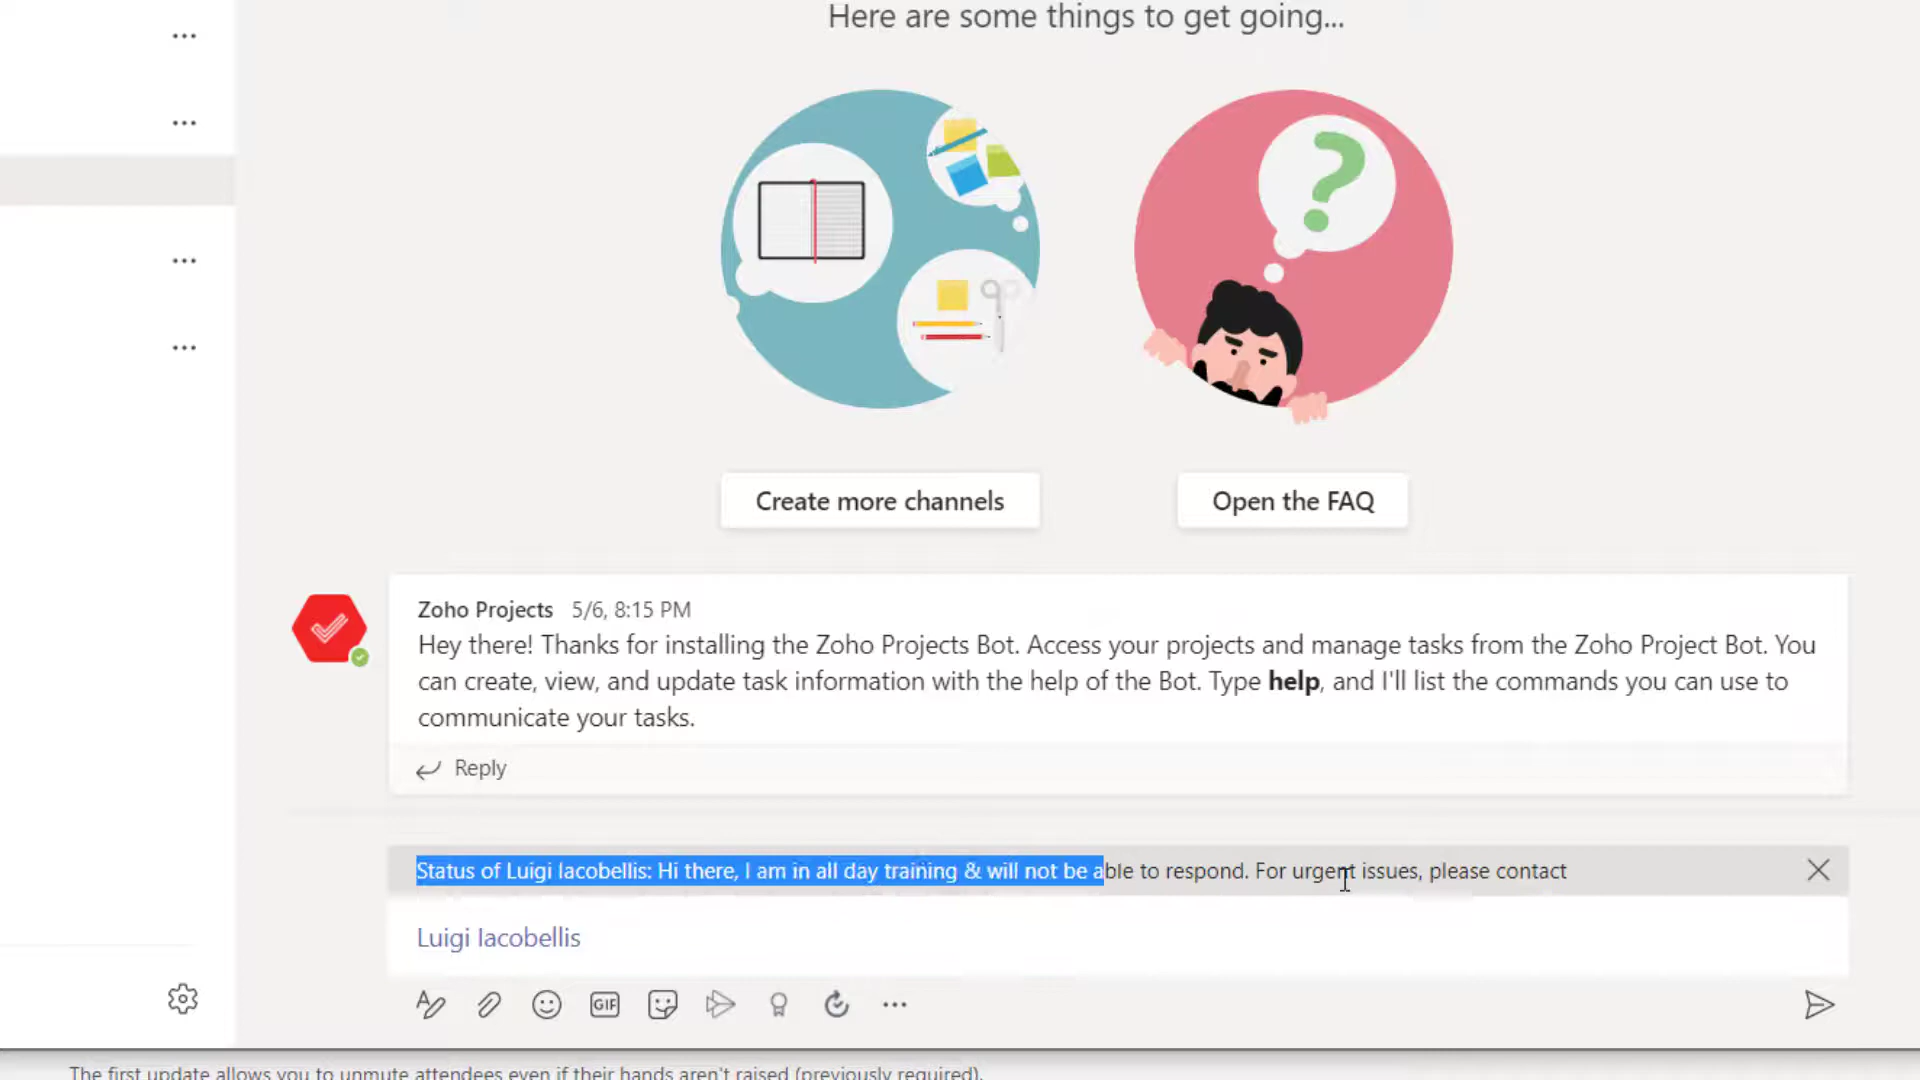 Here are some things to get going...
Create more channels
Open the FAQ
Zoho Projects 5/6, 8:15 PM
Hey there! Thanks for installing the Zoho Projects Bot. Access your projects and manage tasks from the Zoho Project Bot. You
can create, view, and update task information with the help of the Bot. Type help, and I'll list the commands you can use to
communicate your tasks.
Reply
Status of Luigi Iacobellis: Hi there, I am in all day training & will not be able to respond. For urgent issues, please contact
Luigi Iacobellis
GIF
The first update allows you to unmute attendees even if their hands aren't raised (previously required).